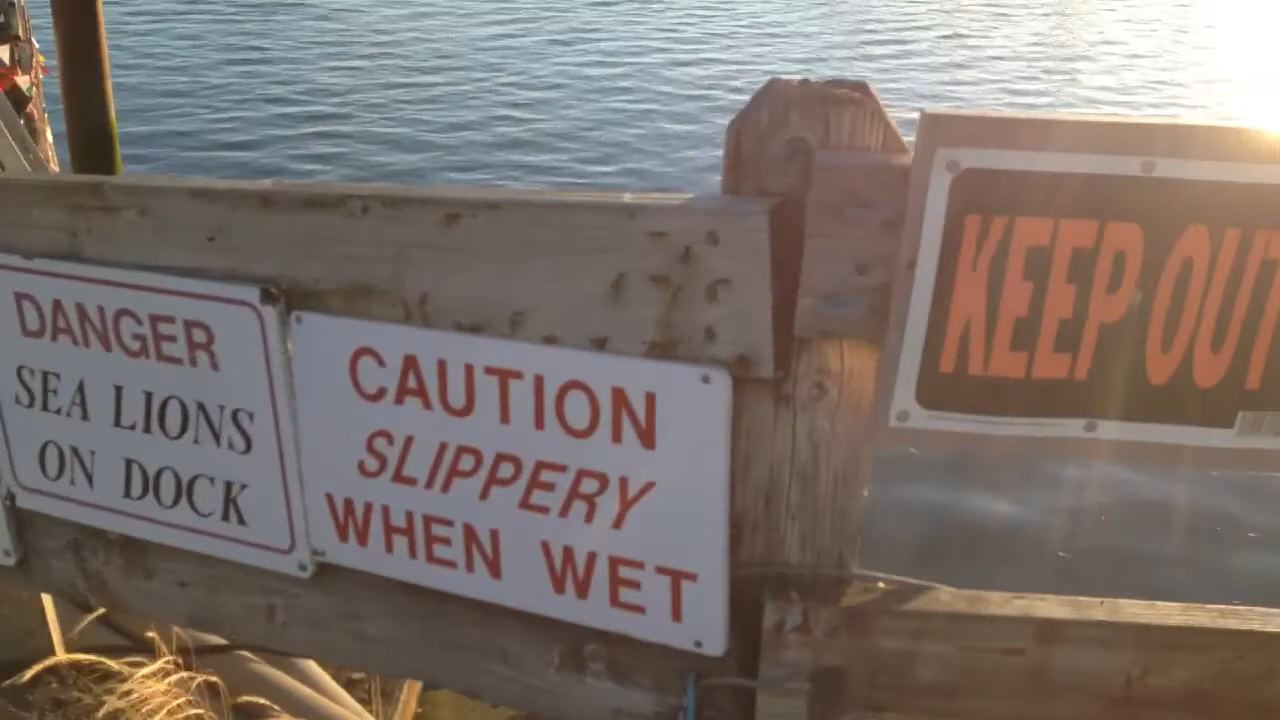 DANGER
SEA LIONS
ON DOCK
CAUTION
SLIPPERY
WHEN WET
KEEP OUT